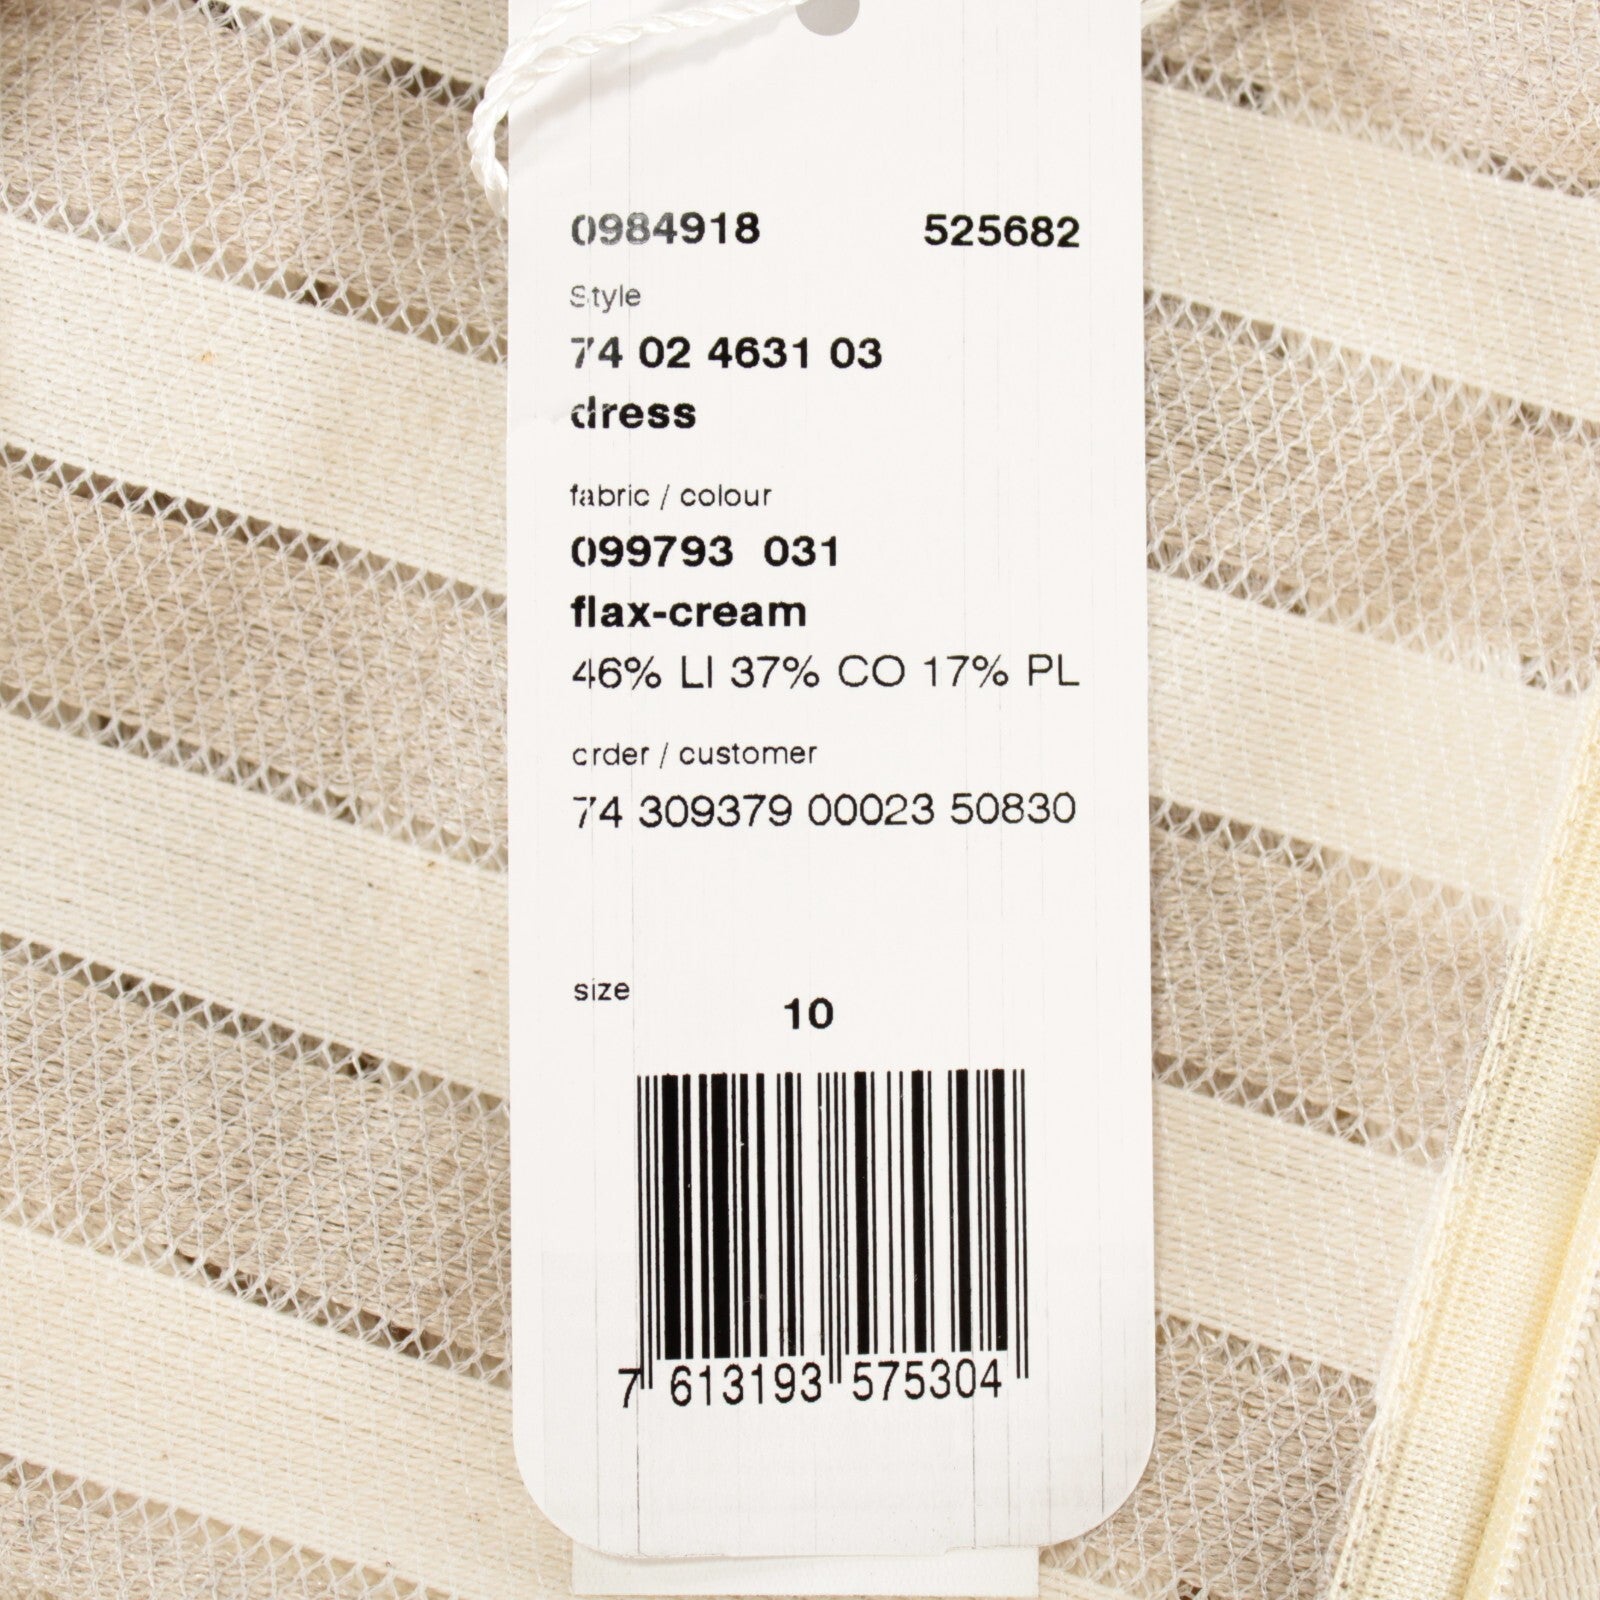 0984918 525682
Style
74 02 4631 03
dress
fabric / colour
099793 031
flax-cream
46% LI 37% CO 17% PL
order / customer
74 309379 00023 50830
size
10
7 613193 575304